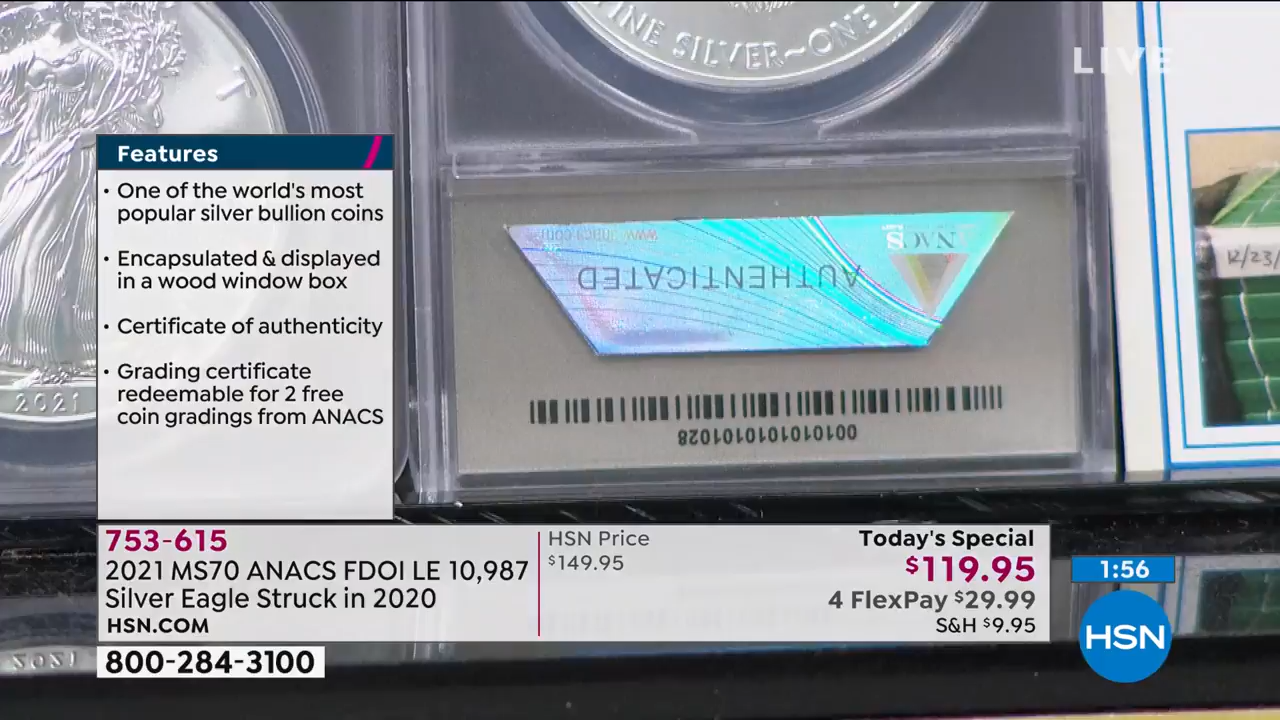 FINE SILVER~ONE
LIVE
Features
• One of the world's most
popular silver bullion coins
• Encapsulated & displayed
in a wood window box
• Certificate of authenticity
• Grading certificate
redeemable for 2 free
coin gradings from ANACS
2021
www.anacs.com
AUTHENTICATED
0010101010101028
12/23/
753-615
2021 MS70 ANACS FDOI LE 10,987
Silver Eagle Struck in 2020
HSN.COM
HSN Price
$149.95
Today's Special
$119.95
4 FlexPay $29.99
S&H $9.95
1:56
HSN
2021
800-284-3100